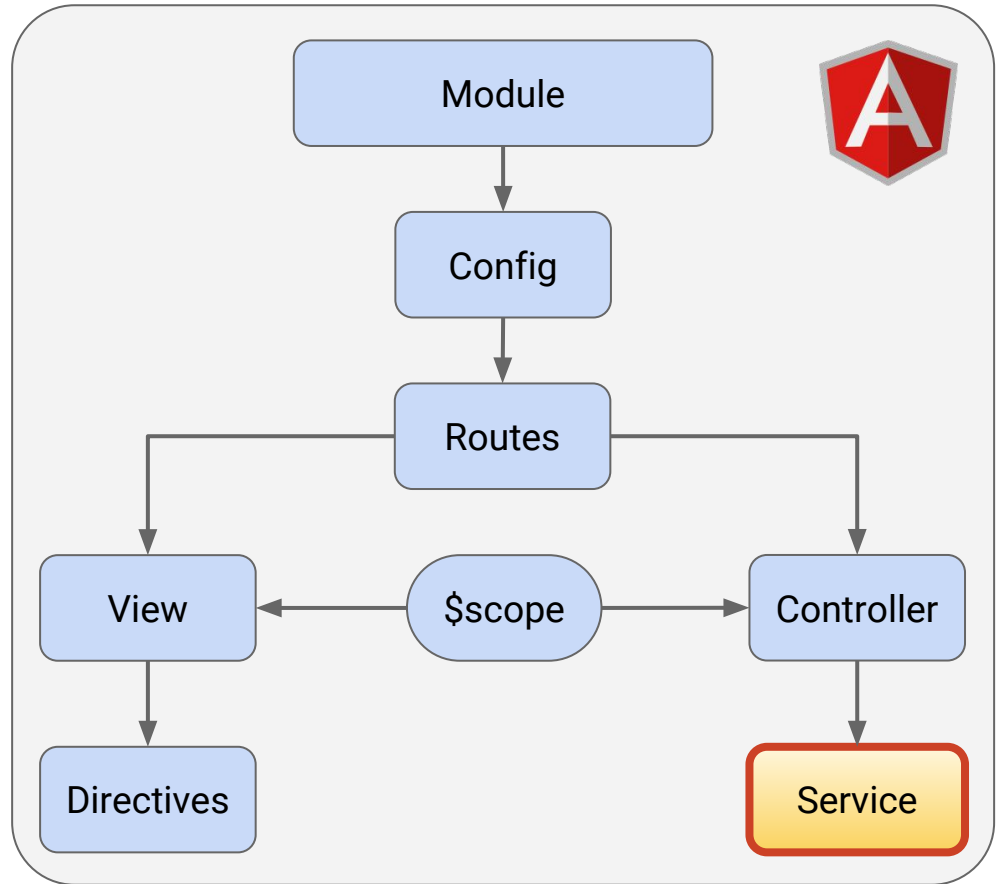 Module
Config
Routes
View
$scope
Controller
Directives
Service